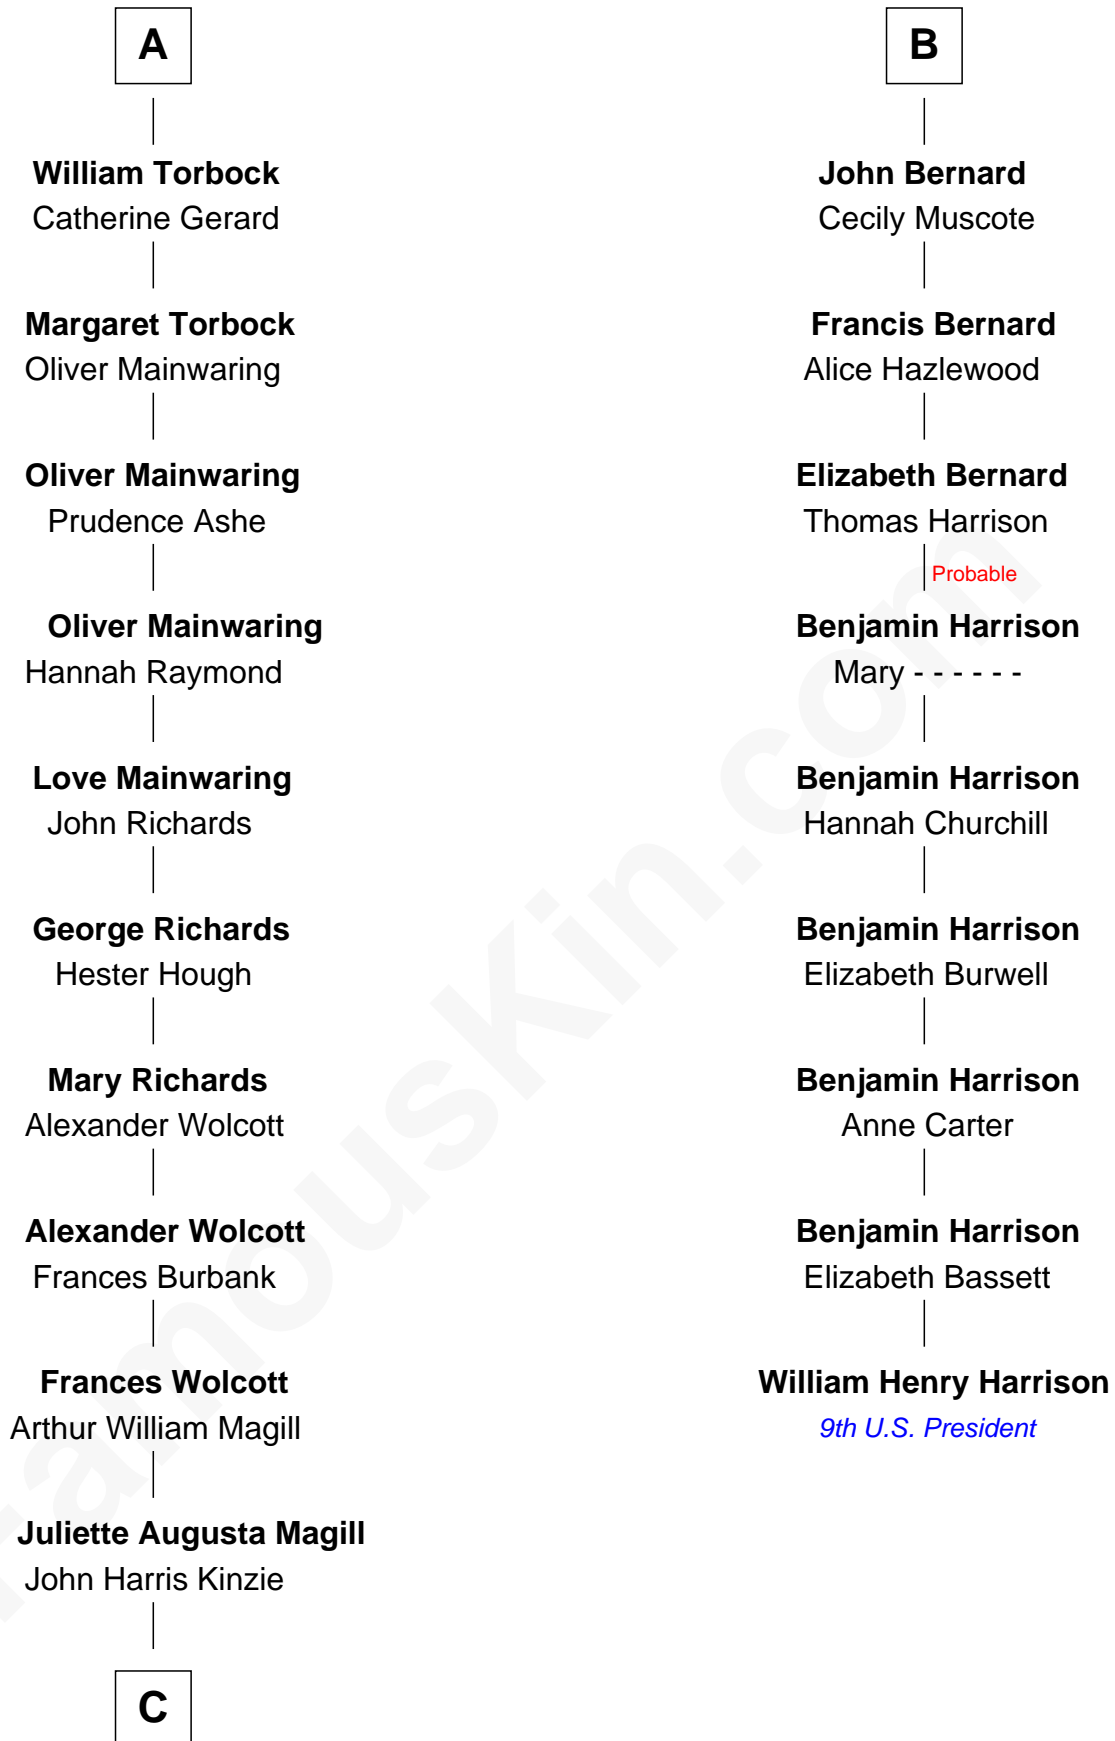 A
William Torbock
Catherine Gerard
Margaret Torbock
Oliver Mainwaring
Oliver Mainwaring
Prudence Ashe
Oliver Mainwaring
Hannah Raymond
Love Mainwaring
John Richards
George Richards
Hester Hough
Mary Richards
Alexander Wolcott
Alexander Wolcott
Frances Burbank
Frances Wolcott
Arthur William Magill
Juliette Augusta Magill
John Harris Kinzie
C
B
John Bernard
Cecily Muscote
Francis Bernard
Alice Hazlewood
Elizabeth Bernard
Thomas Harrison
Probable
Benjamin Harrison
Mary - - - - - -
Benjamin Harrison
Hannah Churchill
Benjamin Harrison
Elizabeth Burwell
Benjamin Harrison
Anne Carter
Benjamin Harrison
Elizabeth Bassett
William Henry Harrison
9th U.S. President
FamousKin.com